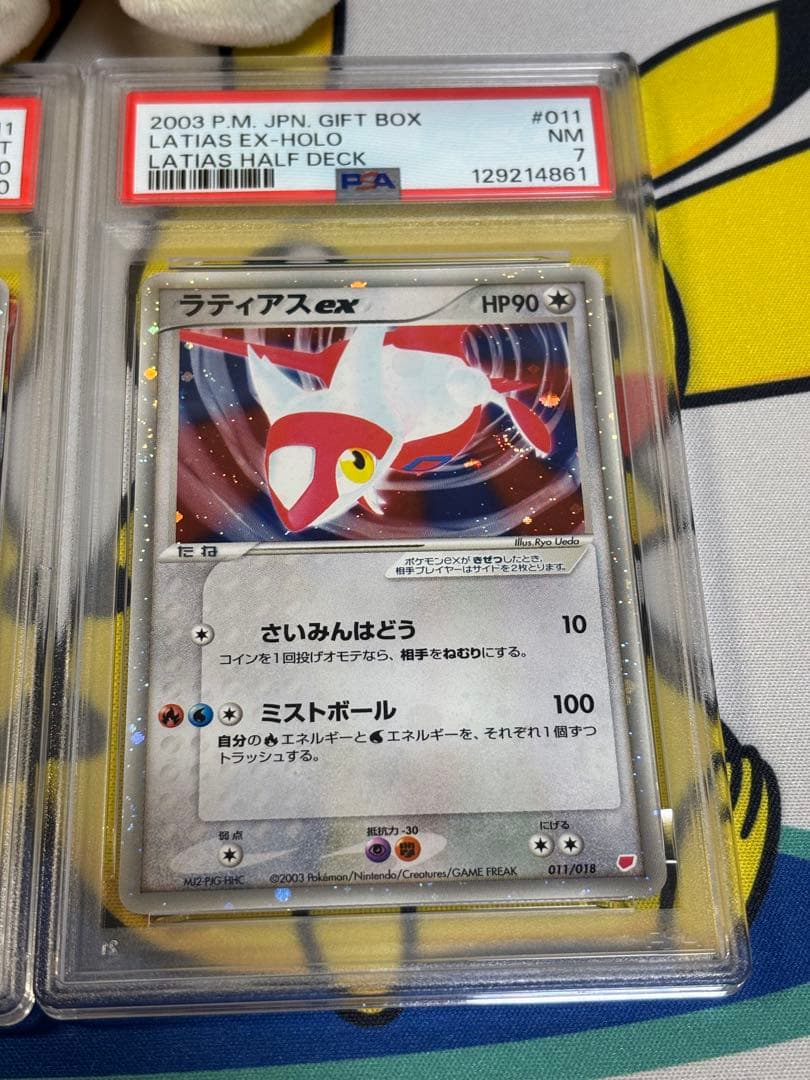 2003 P.M. JPN. GIFT BOX #011
LATIAS EX-HOLO NM
LATIAS HALF DECK 7
PSA 129214861
11
T
0
0
ラティアスex HP90
Illus. Ryo Ueda
たね
ポケモンexが きぜつしたとき、
相手プレイヤーはサイドを2枚とります。
さいみんはどう 10
コインを1回投げオモテなら、相手をねむりにする。
ミストボール 100
自分のエネルギーとエネルギーを、それぞれ1個ずつ
トラッシュする。
弱点 抵抗力 -30 にげる
MJ2-PJG-HHC ©2003 Pokémon/Nintendo/Creatures/GAME FREAK 011/018